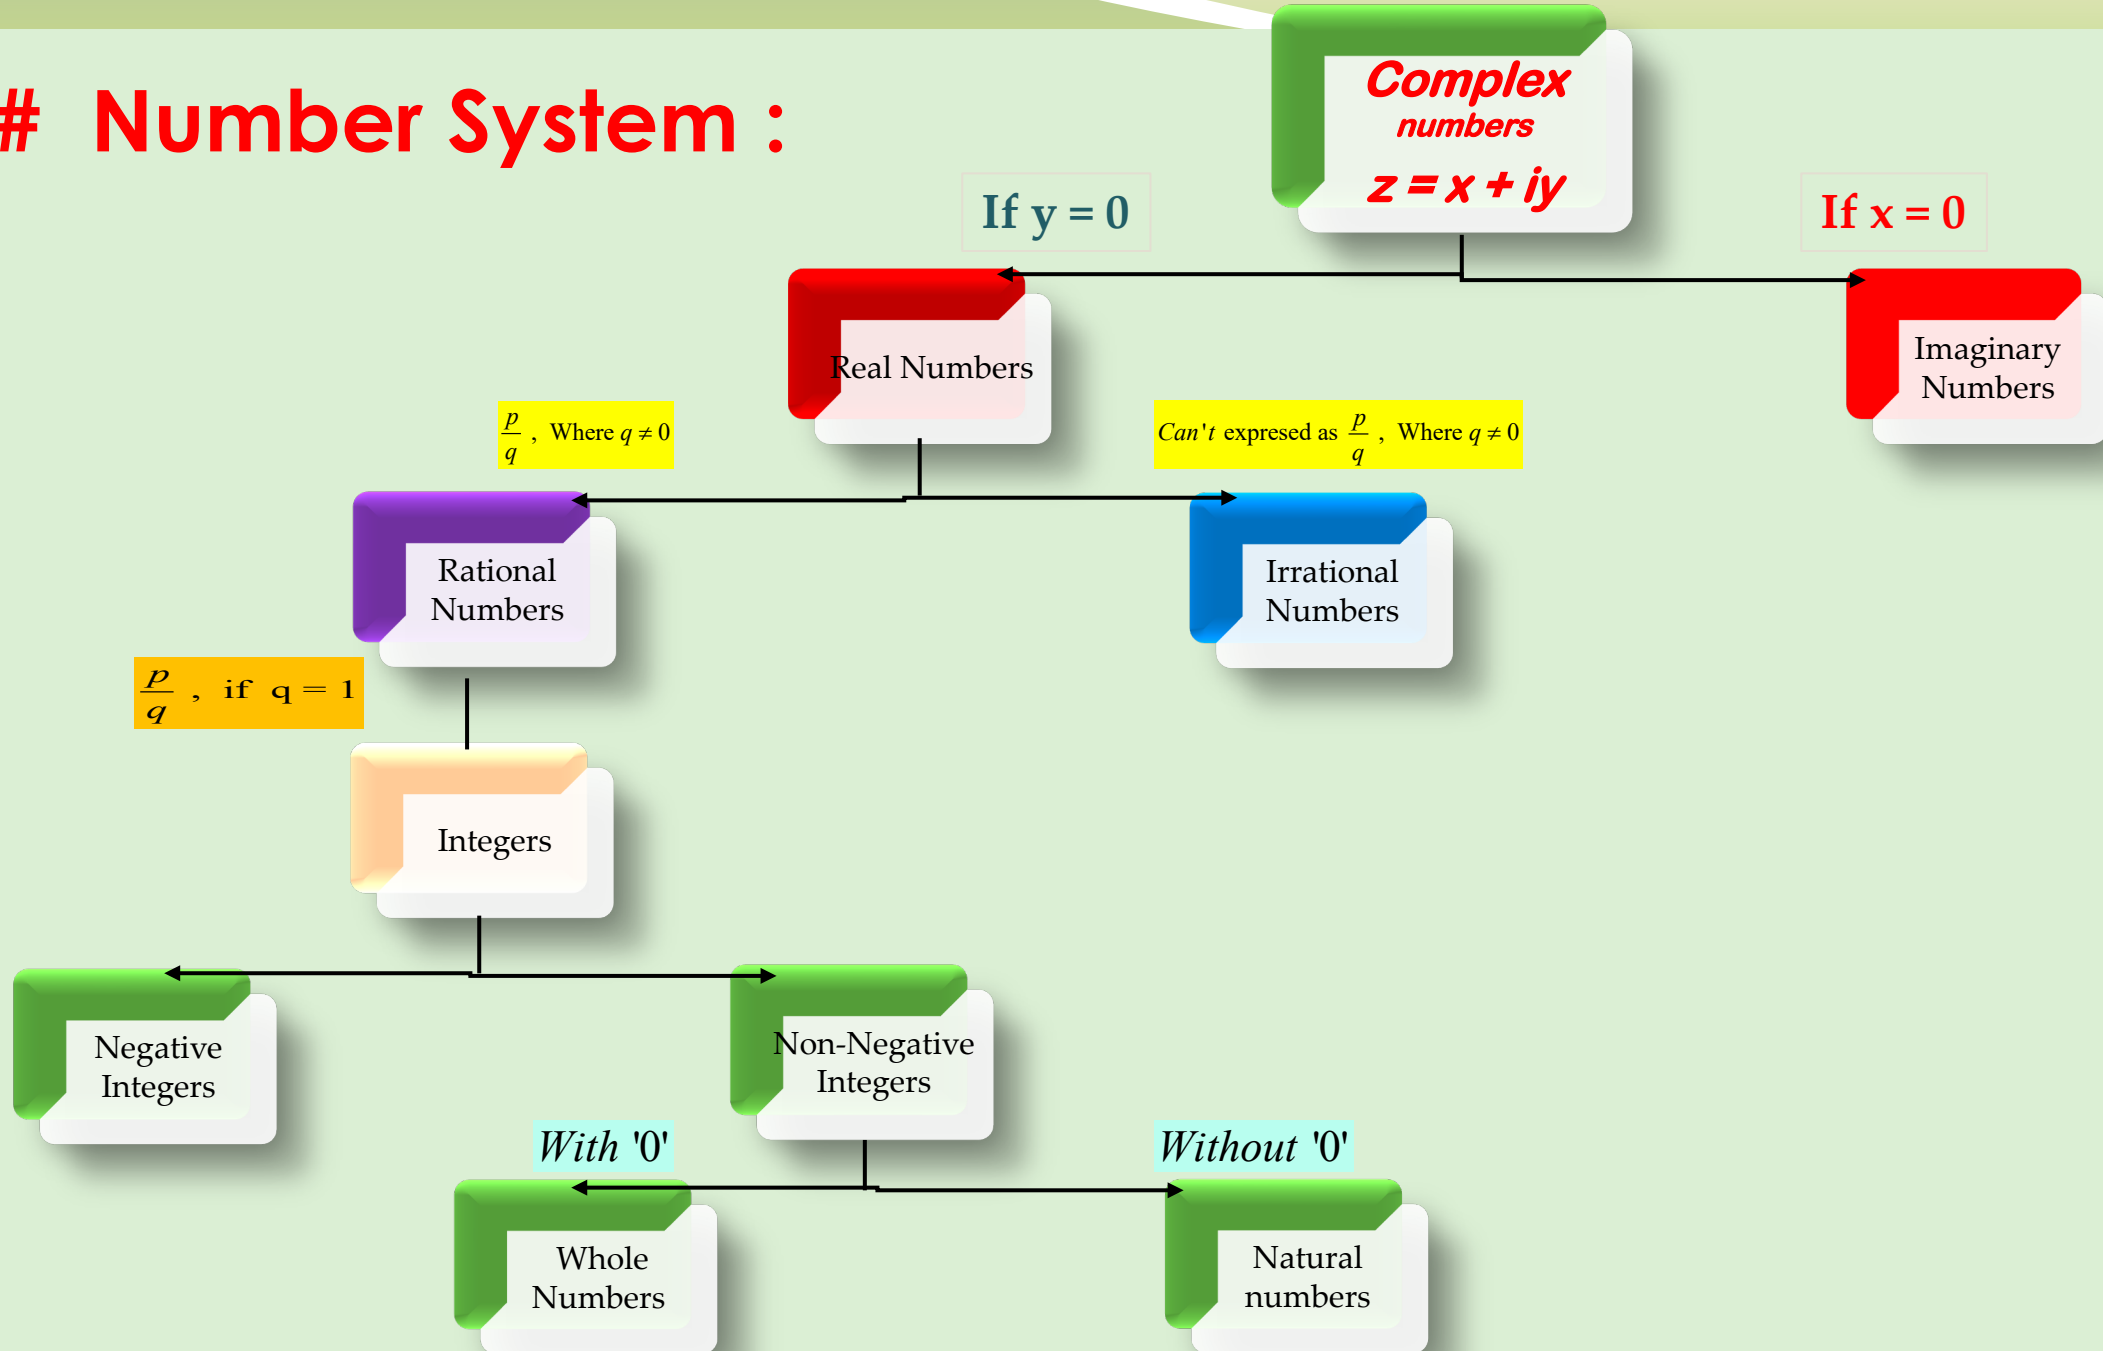 # Number System :
Complex
numbers
z = x + iy
If y = 0
If x = 0
Real Numbers
Imaginary
Numbers
p/q , Where q ≠ 0
Can't expresed as p/q , Where q ≠ 0
Rational
Numbers
Irrational
Numbers
p/q , if q = 1
Integers
Negative
Integers
Non-Negative
Integers
With '0'
Without '0'
Whole
Numbers
Natural
numbers